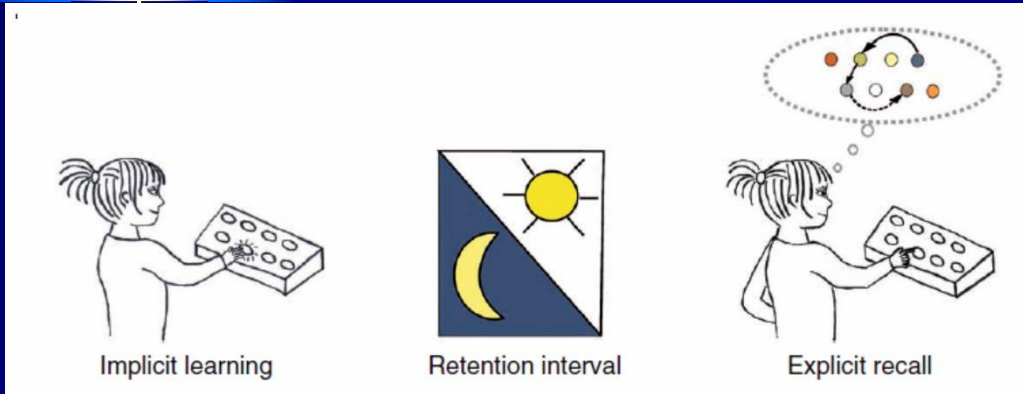 Implicit learning
Retention interval
Explicit recall